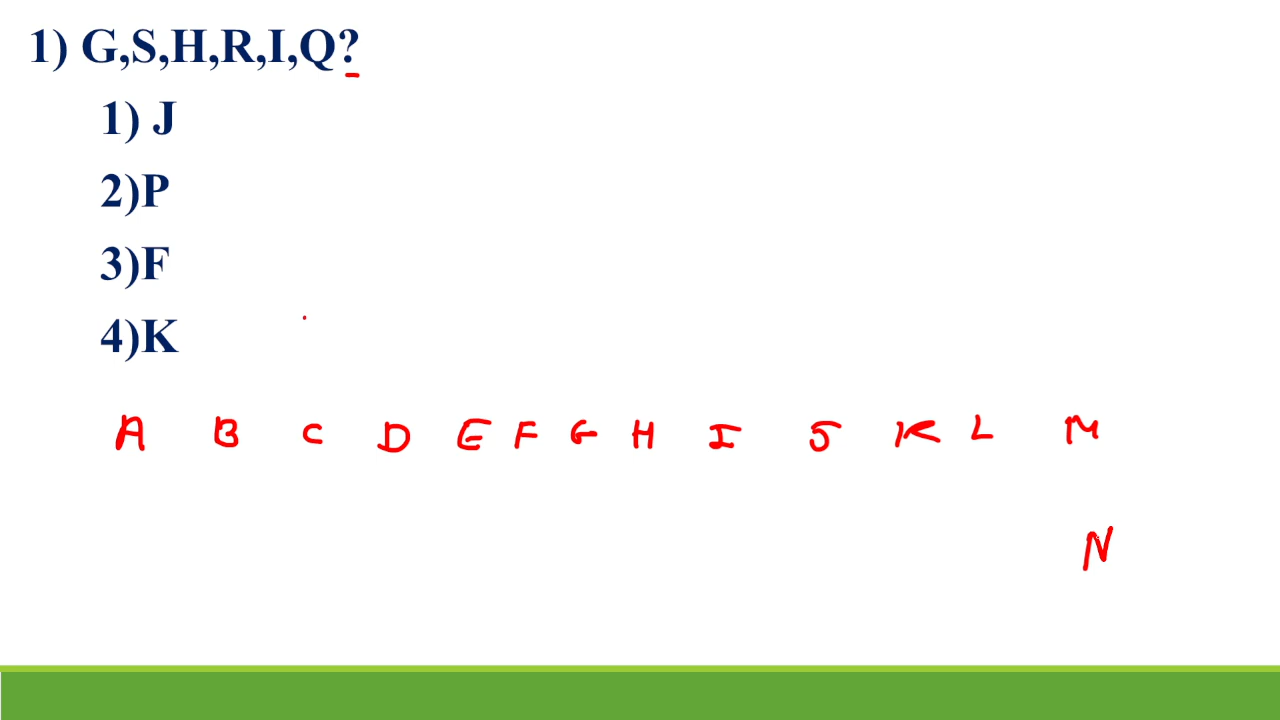 1) G,S,H,R,I,Q?
1) J
2)P
3)F
4)K
A B C D E F G H I J K L M
N